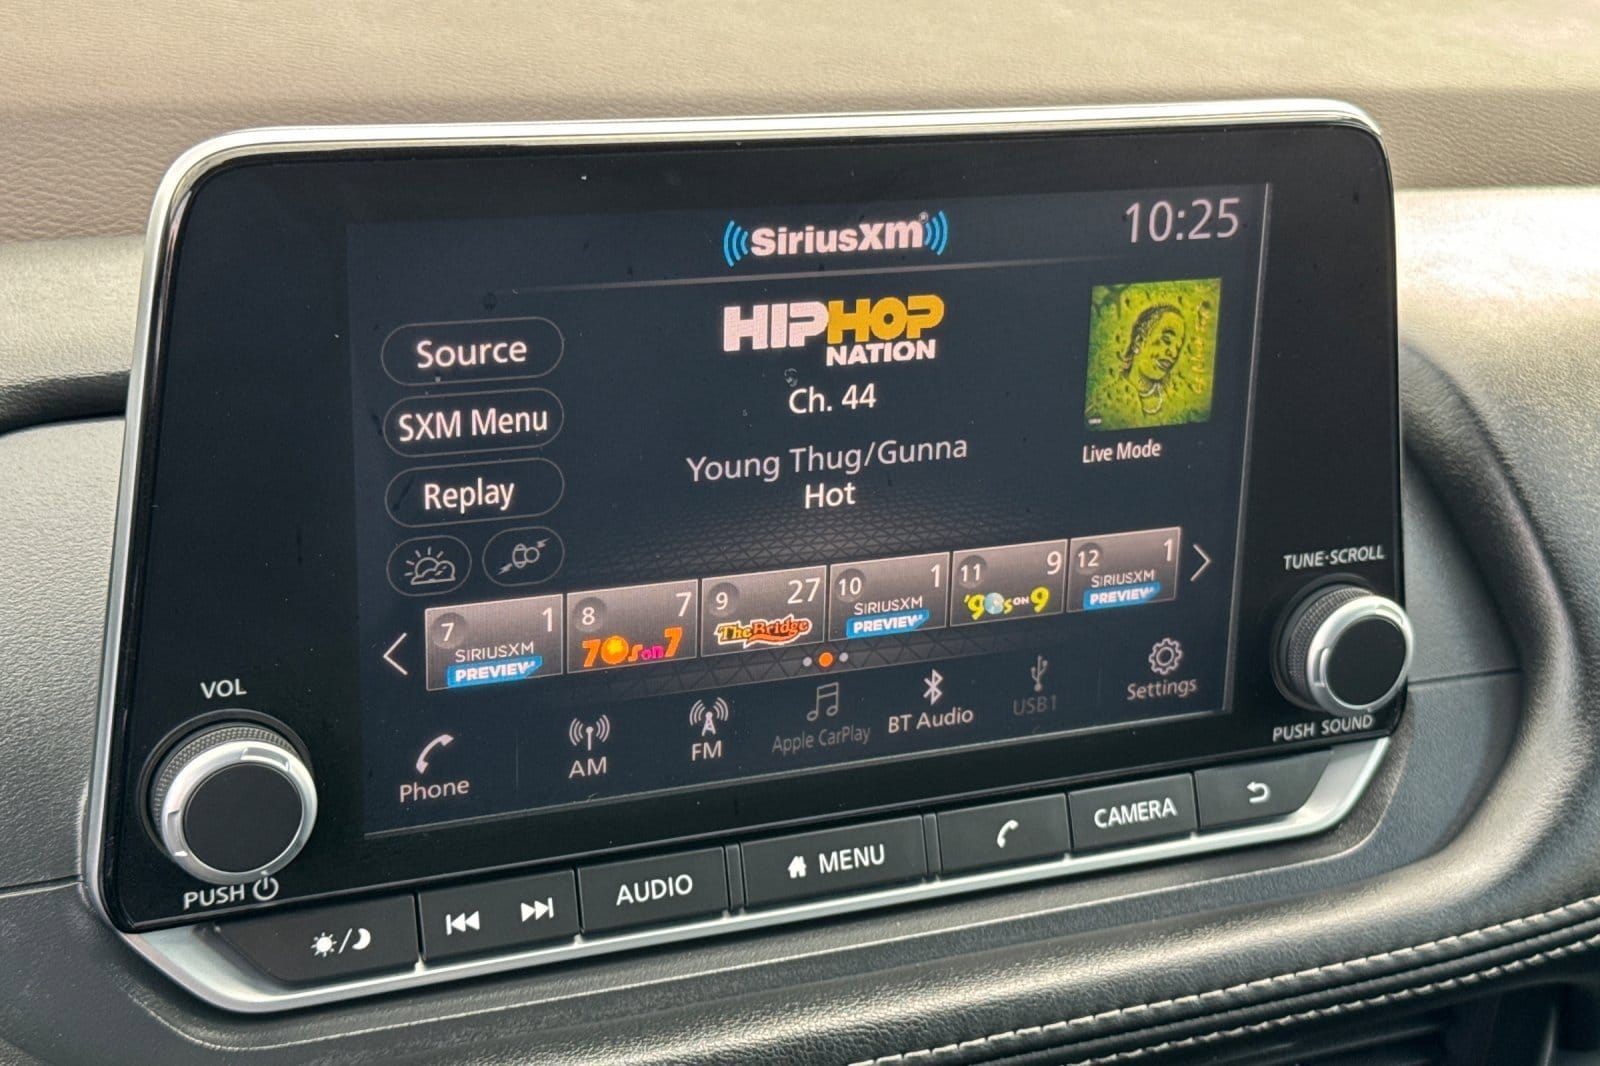 SiriusXM
10:25
HIPHOP
NATION
Ch. 44
Young Thug/Gunna
Hot
Live Mode
Source
SXM Menu
Replay
7 1
SIRIUSXM
PREVIEW
8 7
70s on 7
9 27
The Bridge
10 1
SIRIUSXM
PREVIEW
11 9
'90s ON 9
12 1
SIRIUSXM
PREVIEW
Phone
AM
FM
Apple CarPlay
BT Audio
USB1
Settings
VOL
PUSH
TUNE·SCROLL
PUSH SOUND
AUDIO
MENU
CAMERA